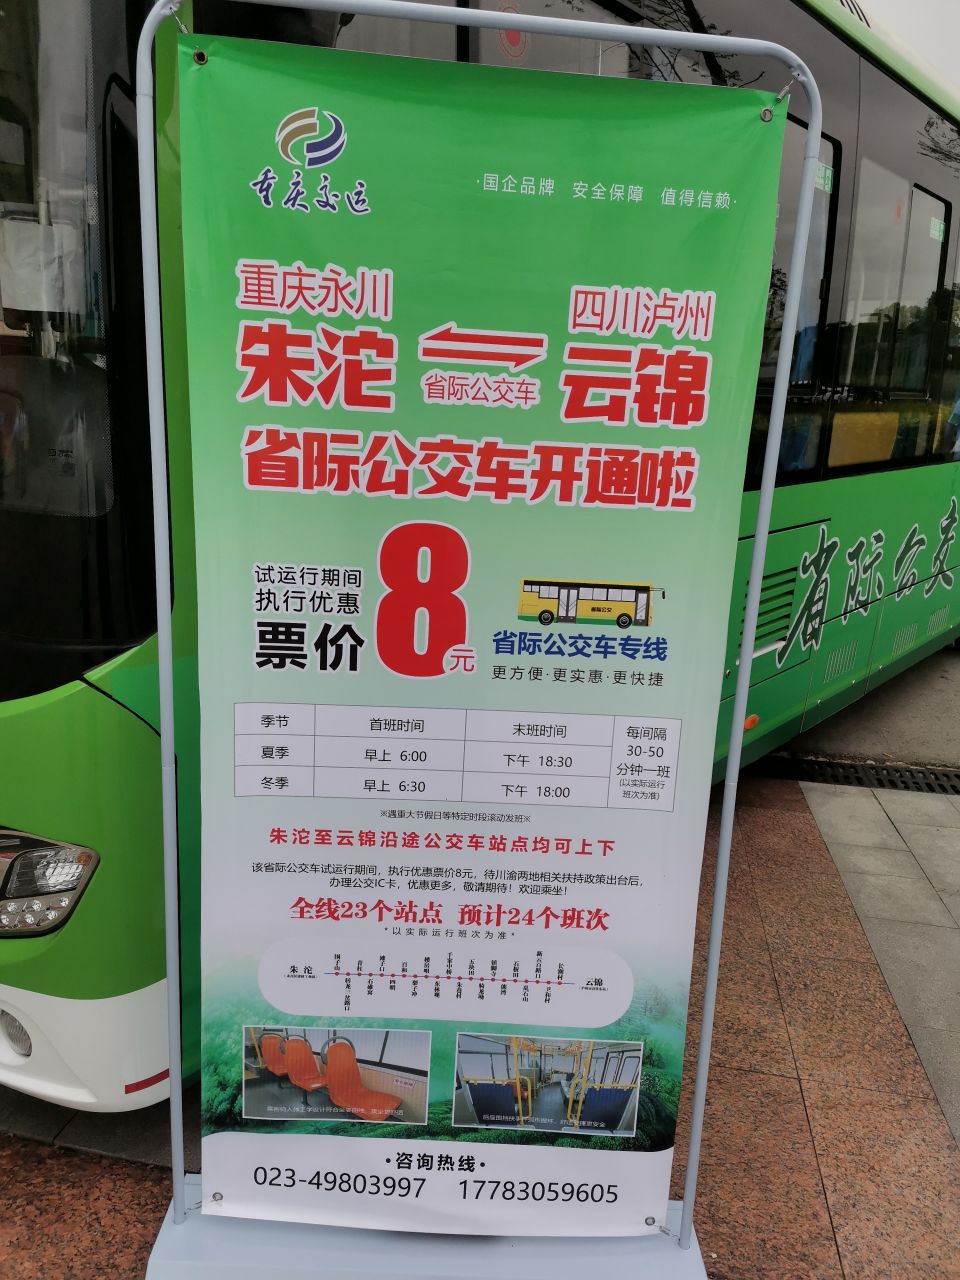 重庆交运
·国企品牌 安全保障 值得信赖·
重庆永川
四川泸州
朱沱
云锦
省际公交车
省际公交车开通啦
试运行期间
执行优惠
票价
8元
省际公交
省际公交车专线
更方便·更实惠·更快捷
季节 首班时间 末班时间 每间隔
30-50
分钟一班
(以实际运行
班次为准)
夏季 早上 6:00 下午 18:30
冬季 早上 6:30 下午 18:00
※遇重大节假日等特定时段滚动发班※
朱沱至云锦沿途公交车站点均可上下
该省际公交车试运行期间，执行优惠票价8元，待川渝两地相关扶持政策出台后，
办理公交IC卡，优惠更多，敬请期待！欢迎乘坐！
全线23个站点 预计24个班次
*以实际运行班次为准*
朱沱
云锦
·咨询热线·
023-49803997 17783059605
省际公交